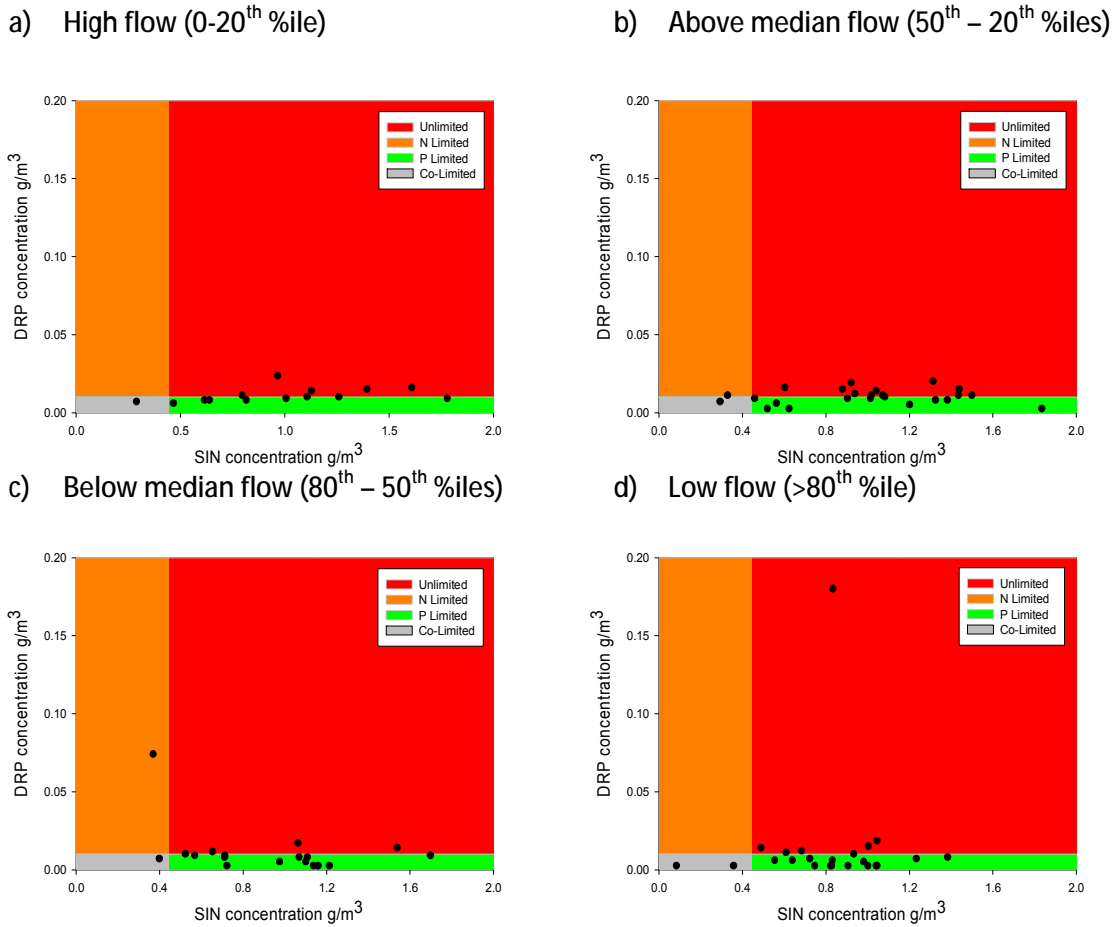 a) High flow (0-20th %ile)
b) Above median flow (50th – 20th %iles)
0.20
0.15
0.10
0.05
0.00
DRP concentration g/m3
Unlimited
N Limited
P Limited
Co-Limited
0.0 0.5 1.0 1.5 2.0
SIN concentration g/m3
0.20
0.15
0.10
0.05
0.00
DRP concentration g/m3
Unlimited
N Limited
P Limited
Co-Limited
0.0 0.4 0.8 1.2 1.6 2.0
SIN concentration g/m3
c) Below median flow (80th – 50th %iles)
d) Low flow (>80th %ile)
0.20
0.15
0.10
0.05
0.00
DRP concentration g/m3
Unlimited
N Limited
P Limited
Co-Limited
0.0 0.4 0.8 1.2 1.6 2.0
SIN concentration g/m3
0.20
0.15
0.10
0.05
0.00
DRP concentration g/m3
Unlimited
N Limited
P Limited
Co-Limited
0.0 0.4 0.8 1.2 1.6 2.0
SIN concentration g/m3